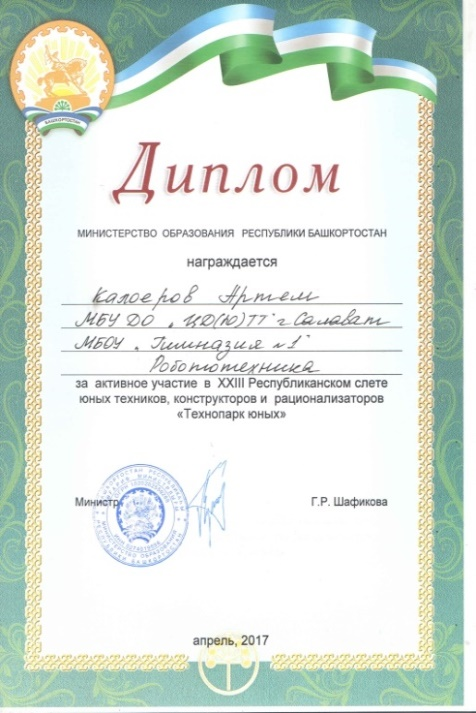 БАШКОРТОСТАН
Диплом
МИНИСТЕРСТВО ОБРАЗОВАНИЯ РЕСПУБЛИКИ БАШКОРТОСТАН
награждается
Калоеров Артем
МБУ ДО "ЦД(Ю)ТТ" г Салават
МБОУ "Гимназия №1"
Робототехника
за активное участие в XXIII Республиканском слете
юных техников, конструкторов и рационализаторов
«Технопарк юных»
Министр Г.Р. Шафикова
апрель, 2017